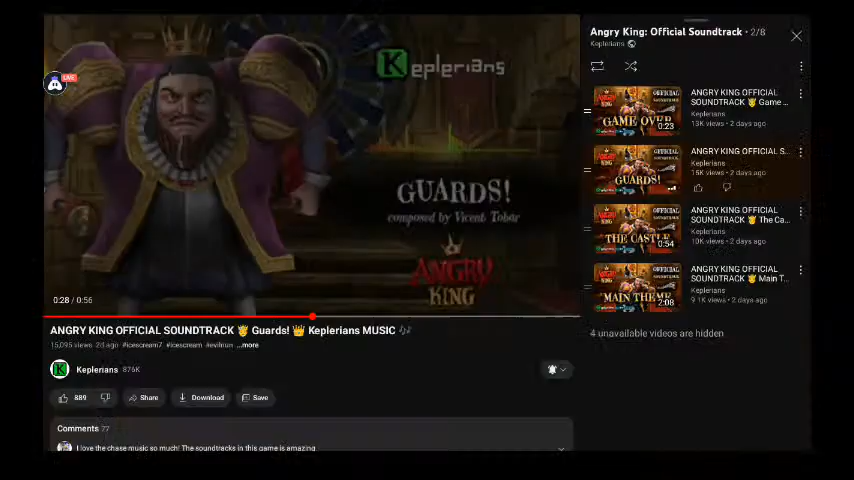 Keplerians
LIVE
GUARDS!
composed by Vicent Tobar
ANGRY
KING
0:28 / 0:56
ANGRY KING OFFICIAL SOUNDTRACK 🤴 Guards! 👑 Keplerians MUSIC 🎶
15,095 views 2d ago #icescream7 #icescream #evilnun ...more
K Keplerians 876K
889 Share Download Save
Comments 77
I love the chase music so much! The soundtracks in this game is amazing
Angry King: Official Soundtrack • 2/8
Keplerians
OFFICIAL
GAME OVER
0:23
ANGRY KING OFFICIAL
SOUNDTRACK 🤴 Game ...
Keplerians
13K views • 2 days ago
OFFICIAL
GUARDS!
ANGRY KING OFFICIAL S...
Keplerians
15K views • 2 days ago
OFFICIAL
THE CASTLE
0:54
ANGRY KING OFFICIAL
SOUNDTRACK 🤴 The Ca...
Keplerians
10K views • 2 days ago
OFFICIAL
MAIN THEME
2:08
ANGRY KING OFFICIAL
SOUNDTRACK 🤴 Main T...
Keplerians
9.1K views • 2 days ago
4 unavailable videos are hidden